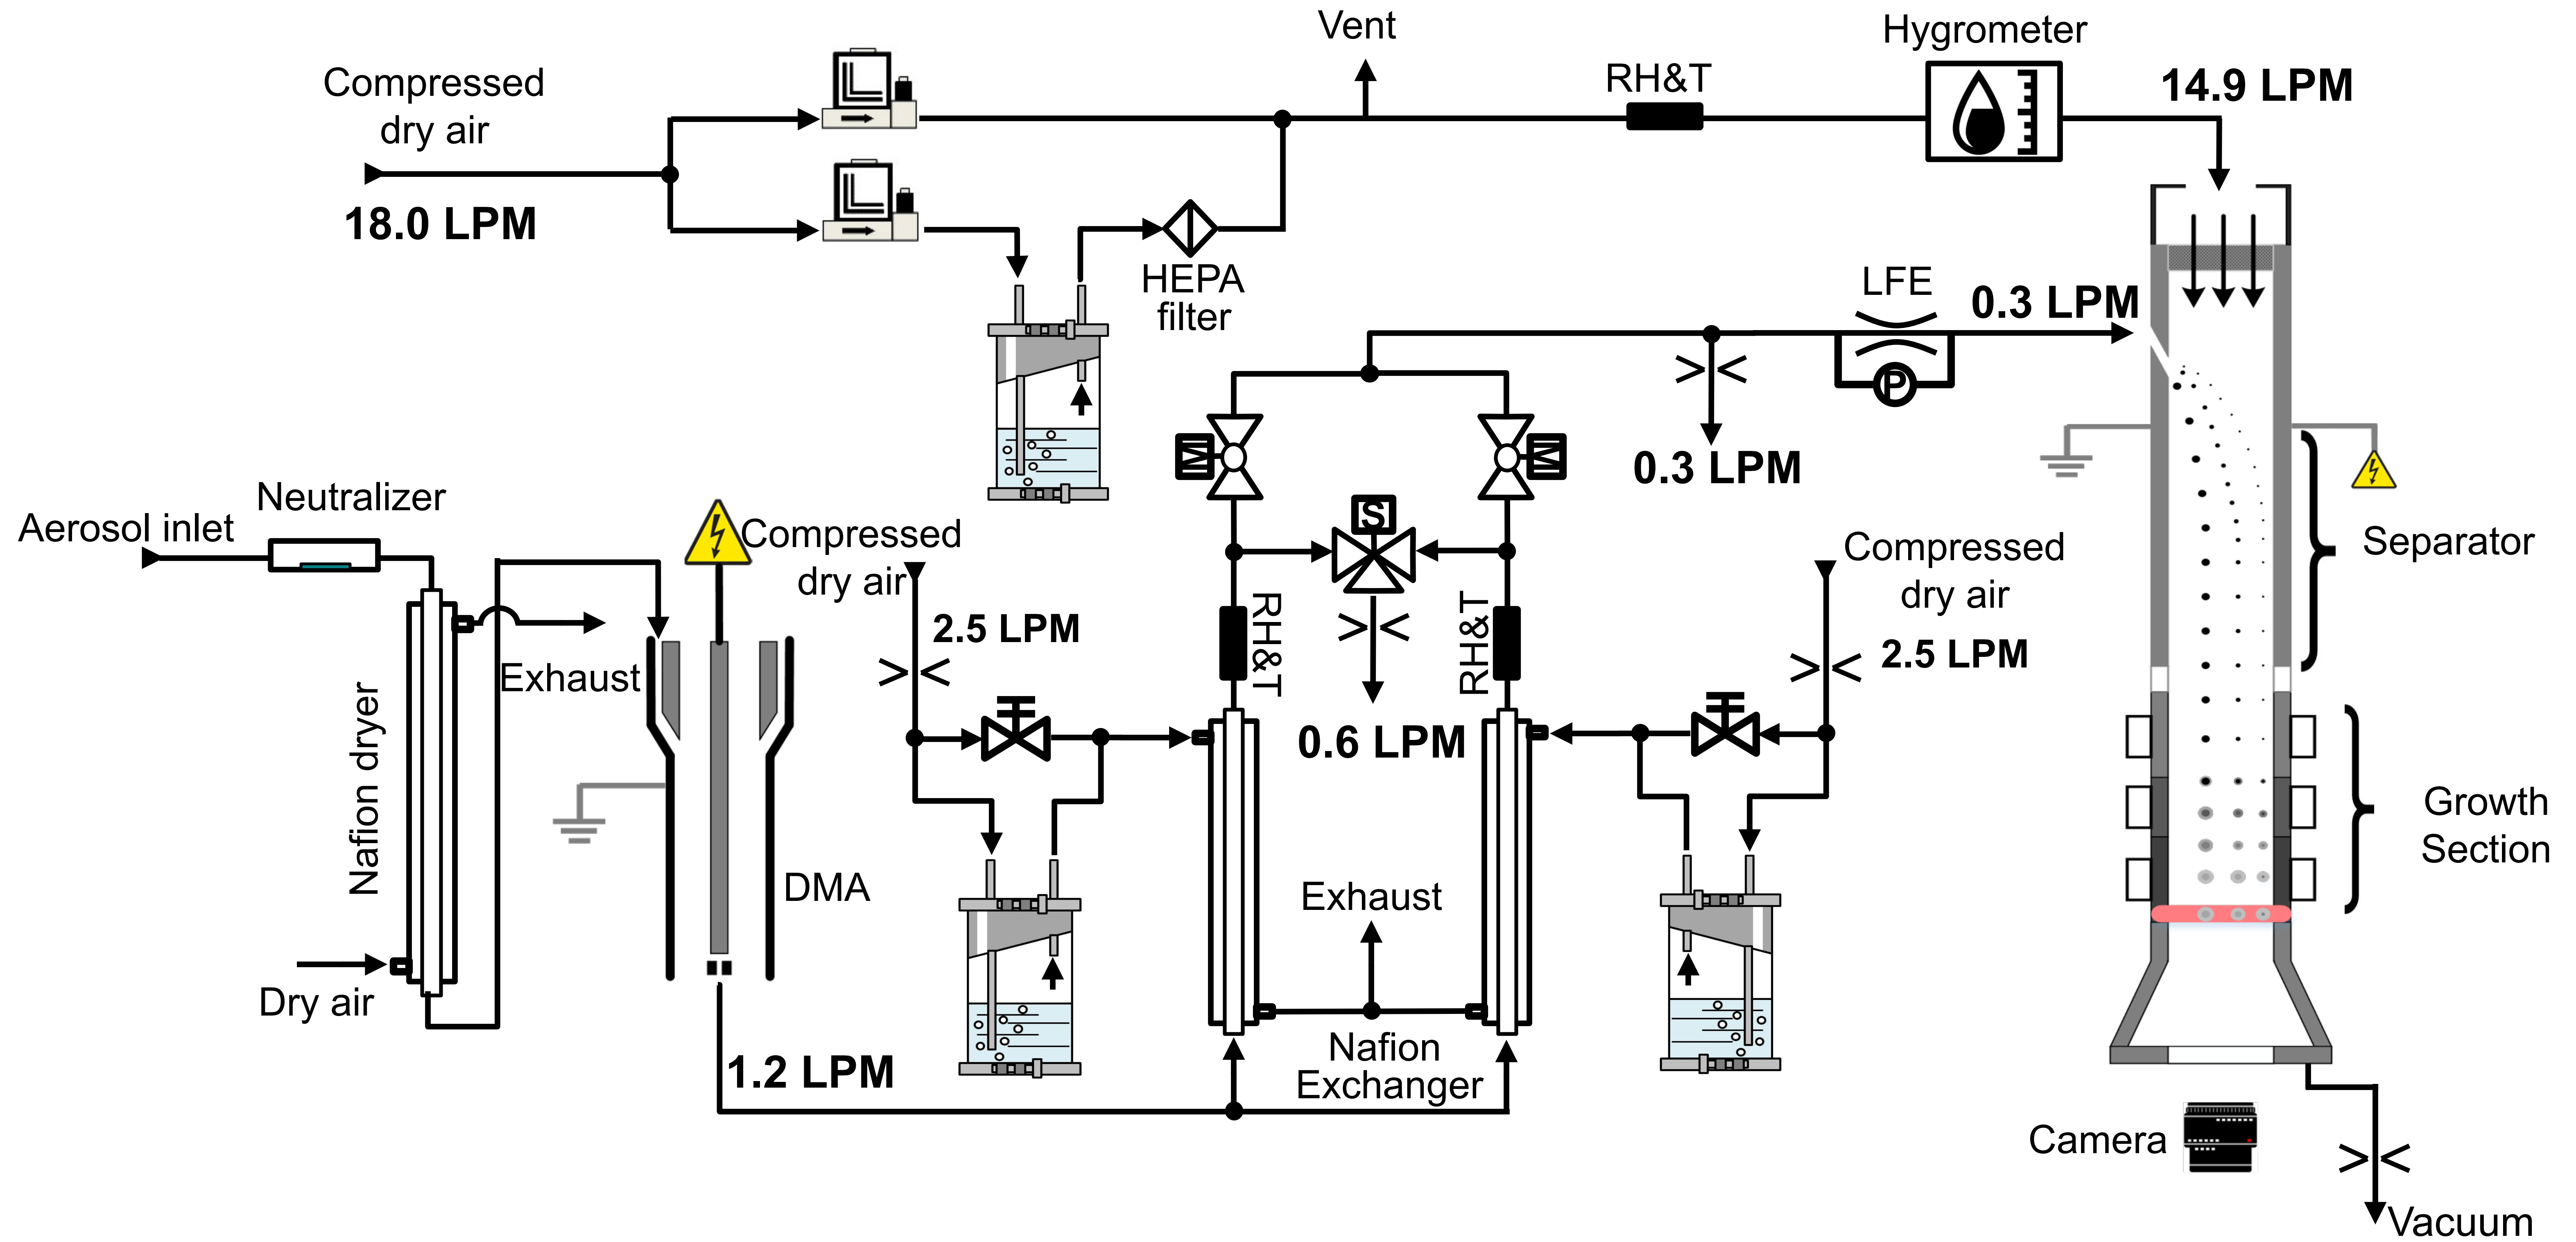 Vent
Hygrometer
Compressed
dry air
RH&T
14.9 LPM
18.0 LPM
HEPA
filter
LFE
0.3 LPM
P
0.3 LPM
Neutralizer
Aerosol inlet
S
Compressed
dry air
Compressed
dry air
Separator
2.5 LPM
RH&T
RH&T
2.5 LPM
Exhaust
Nafion dryer
0.6 LPM
Growth
Section
DMA
Exhaust
Dry air
Nafion
Exchanger
1.2 LPM
Camera
Vacuum